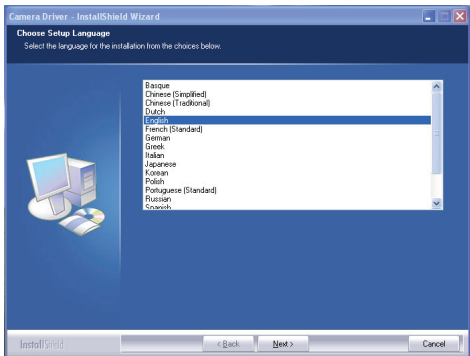 Camera Driver - InstallShield Wizard
Choose Setup Language
Select the language for the installation from the choices below.
Basque
Chinese (Simplified)
Chinese (Traditional)
Dutch
English
French (Standard)
German
Greek
Italian
Japanese
Korean
Polish
Portuguese (Standard)
Russian
Spanish
InstallShield
< Back
Next >
Cancel